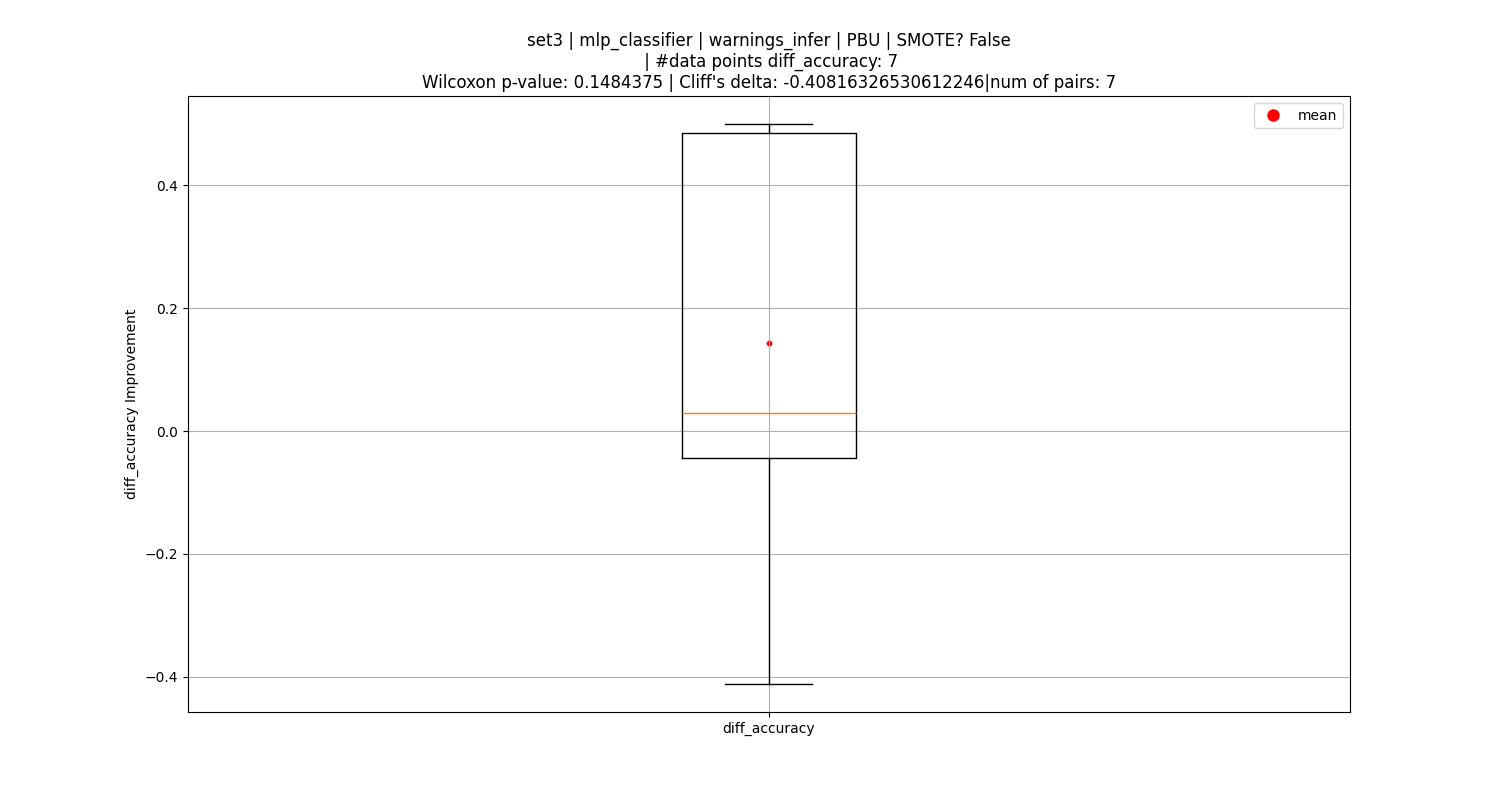 set3 | mlp_classifier | warnings_infer | PBU | SMOTE? False
| #data points diff_accuracy: 7
Wilcoxon p-value: 0.1484375 | Cliff's delta: -0.40816326530612246|num of pairs: 7
mean
0.4
0.2
0.0
−0.2
−0.4
diff_accuracy Improvement
diff_accuracy